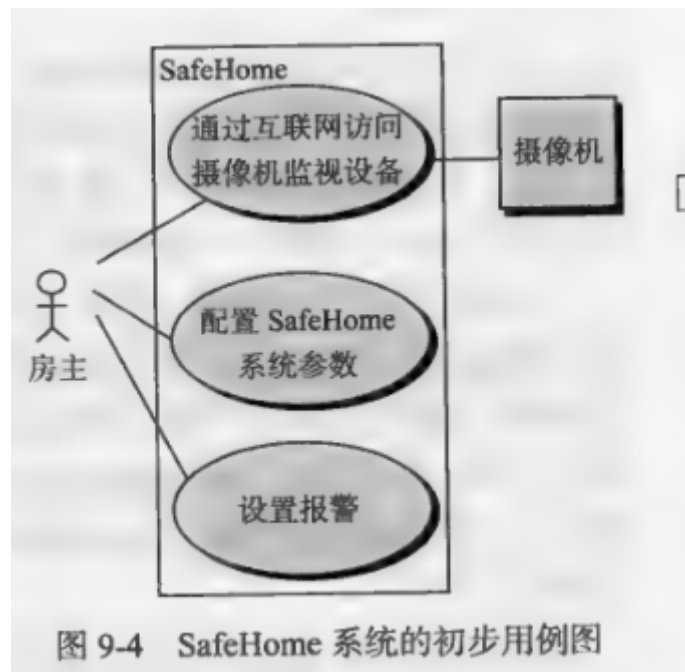 SafeHome
通过互联网访问
摄像机监视设备
摄像机
配置 SafeHome
系统参数
房主
设置报警
图 9-4 SafeHome 系统的初步用例图